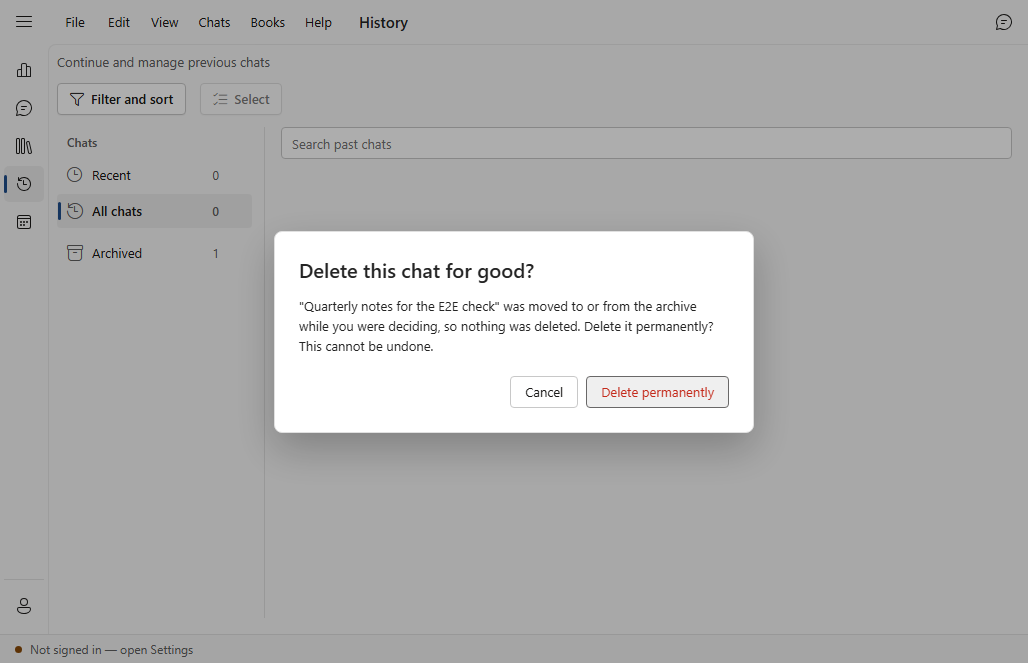 File Edit View Chats Books Help History
Continue and manage previous chats
Filter and sort Select
Chats
Search past chats
Recent 0
All chats 0
Archived 1
Delete this chat for good?
"Quarterly notes for the E2E check" was moved to or from the archive
while you were deciding, so nothing was deleted. Delete it permanently?
This cannot be undone.
Cancel Delete permanently
Not signed in — open Settings